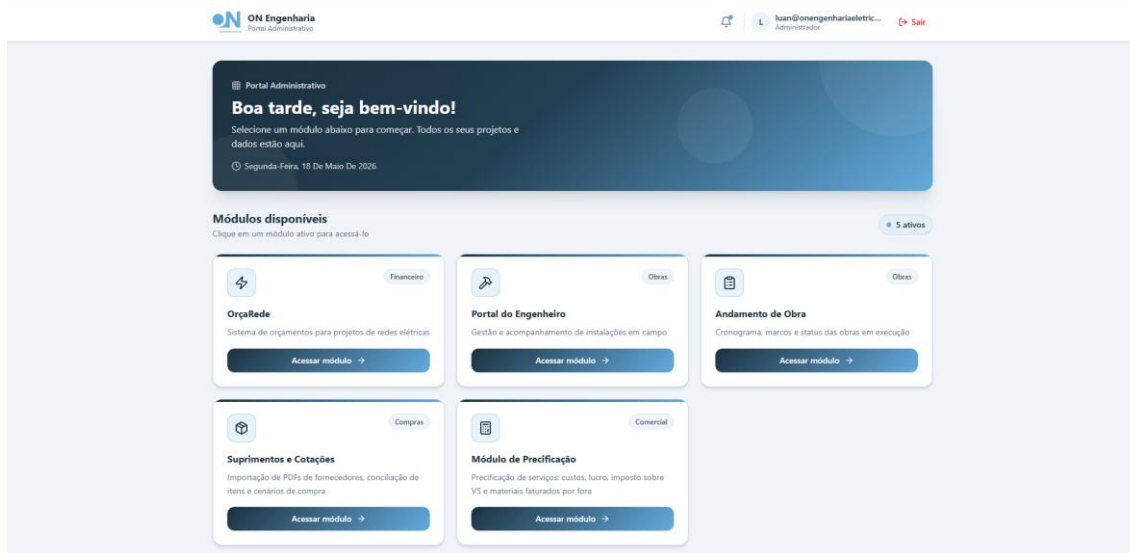 ON
ON Engenharia
Portal Administrativo
L
luan@onengenhariaeletric...
Administrador
Sair
Portal Administrativo
Boa tarde, seja bem-vindo!
Selecione um módulo abaixo para começar. Todos os seus projetos e
dados estão aqui.
Segunda-Feira, 18 De Maio De 2026
Módulos disponíveis
Clique em um módulo ativo para acessá-lo
5 ativos
Financeiro
OrçaRede
Sistema de orçamentos para projetos de redes elétricas
Acessar módulo →
Obras
Portal do Engenheiro
Gestão e acompanhamento de instalações em campo
Acessar módulo →
Obras
Andamento de Obra
Cronograma, marcos e status das obras em execução
Acessar módulo →
Compras
Suprimentos e Cotações
Importação de PDFs de fornecedores, conciliação de
itens e cenários de compra
Acessar módulo →
Comercial
Módulo de Precificação
Precificação de serviços: custos, lucro, imposto sobre
VS e materiais faturados por fora
Acessar módulo →